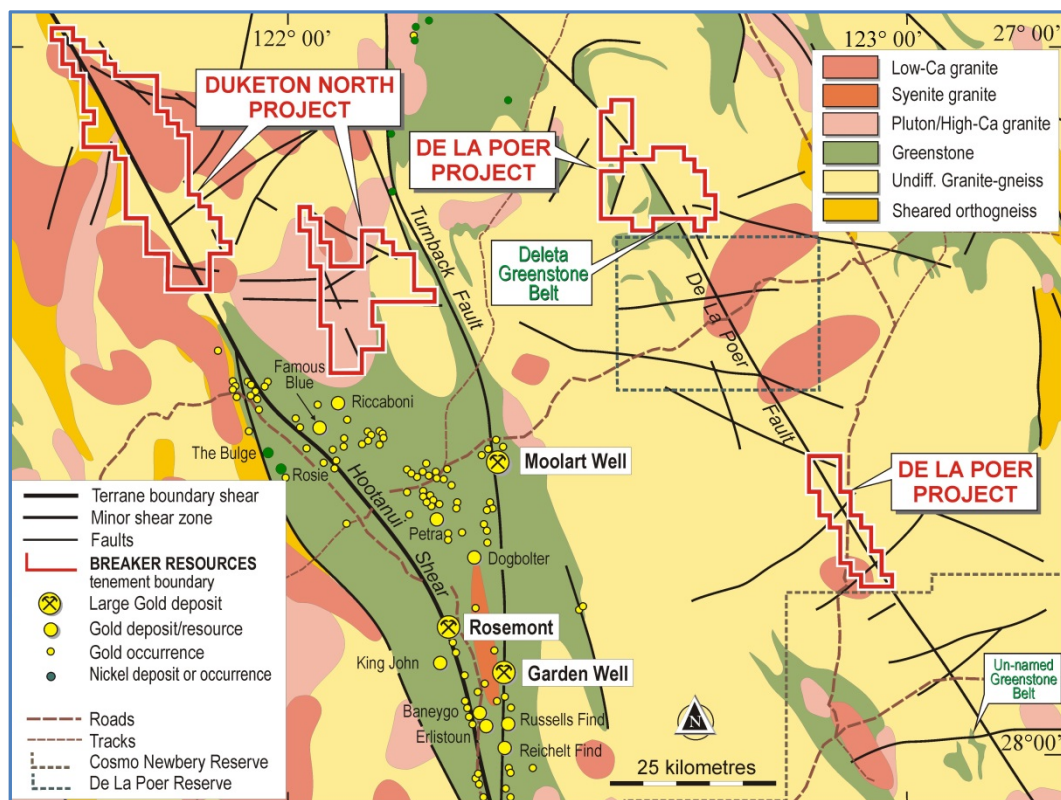 122 00'
123 00'
27 00'
DUKETON NORTH
PROJECT
DE LA POER
PROJECT
Low-Ca granite
Syenite granite
Pluton/High-Ca granite
Greenstone
Undiff. Granite-gneiss
Sheared orthogneiss
Turnback
Fault
Deleta
Greenstone
Belt
De La Poer
Fault
Famous
Blue
Riccaboni
The Bulge
Rosie
Moolart Well
DE LA POER
PROJECT
Hootanui
Shear
Petra
Dogbolter
Rosemont
King John
Garden Well
Baneygo
Erlistoun
Russells Find
Reichelt Find
Un-named
Greenstone
Belt
28°00'
N
25 kilometres
Terrane boundary shear
Minor shear zone
Faults
BREAKER RESOURCES
tenement boundary
Large Gold deposit
Gold deposit/resource
Gold occurrence
Nickel deposit or occurrence
Roads
Tracks
Cosmo Newbery Reserve
De La Poer Reserve